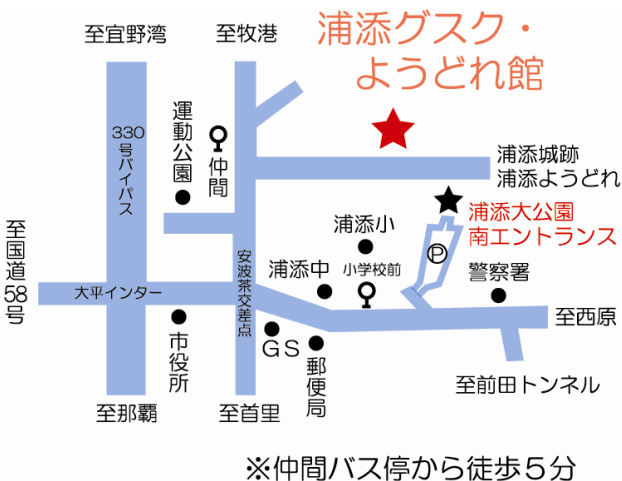 浦添グスク・
ようどれ館
至宜野湾
至牧港
330号バイパス
運動公園
仲間
浦添城跡
浦添ようどれ
浦添大公園
南エントランス
至国道58号
大平インター
安波茶交差点
浦添小
浦添中
小学校前
Ⓟ
警察署
市役所
GS
郵便局
至西原
至前田トンネル
至那覇
至首里
※仲間バス停から徒歩5分